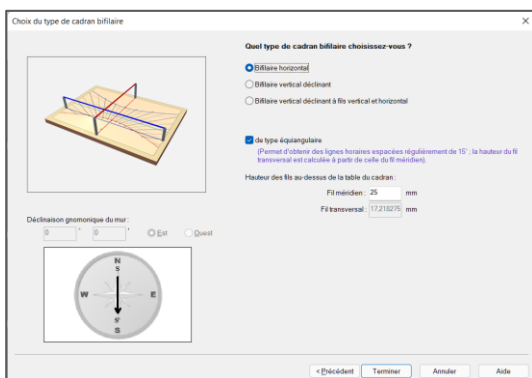 Choix du type de cadran bifilaire
Quel type de cadran bifilaire choisissez-vous ?
Bifilaire horizontal
Bifilaire vertical déclinant
Bifilaire vertical déclinant à fils vertical et horizontal
de type équiangulaire
(Permet d'obtenir des lignes horaires espacées régulièrement de 15° ; la hauteur du fil
transversal est calculée à partir de celle du fil méridien).
Hauteur des fils au-dessus de la table du cadran :
Fil méridien : 25 mm
Fil transversal : 17,218275 mm
Déclinaison gnomonique du mur :
0 ° 0 ' Est Ouest
N
S
W E
S
< Précédent Terminer Annuler Aide